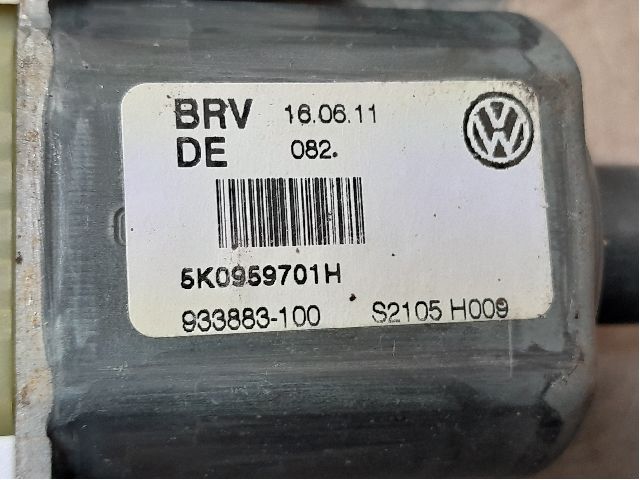 BRV 16.06.11
DE 082.
5K0959701H
933883-100 S2105 H009